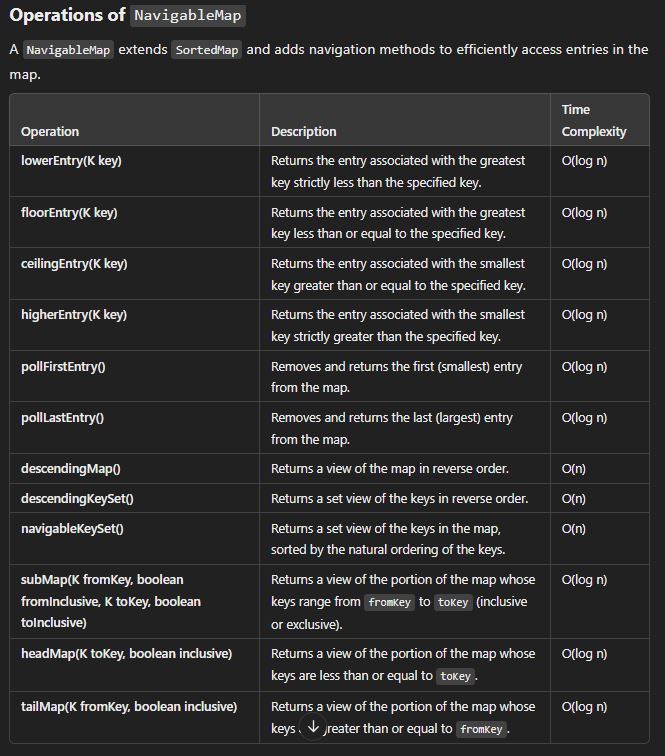 Operations of NavigableMap
A NavigableMap extends SortedMap and adds navigation methods to efficiently access entries in the
map.
Operation Description Time
Complexity
lowerEntry(K key) Returns the entry associated with the greatest O(log n)
key strictly less than the specified key.
floorEntry(K key) Returns the entry associated with the greatest O(log n)
key less than or equal to the specified key.
ceilingEntry(K key) Returns the entry associated with the smallest O(log n)
key greater than or equal to the specified key.
higherEntry(K key) Returns the entry associated with the smallest O(log n)
key strictly greater than the specified key.
pollFirstEntry() Removes and returns the first (smallest) entry O(log n)
from the map.
pollLastEntry() Removes and returns the last (largest) entry O(log n)
from the map.
descendingMap() Returns a view of the map in reverse order. O(n)
descendingKeySet() Returns a set view of the keys in reverse order. O(n)
navigableKeySet() Returns a set view of the keys in the map, O(n)
sorted by the natural ordering of the keys.
subMap(K fromKey, boolean Returns a view of the portion of the map whose O(log n)
fromInclusive, K toKey, boolean keys range from fromKey to toKey (inclusive
toInclusive) or exclusive).
headMap(K toKey, boolean inclusive) Returns a view of the portion of the map whose O(log n)
keys are less than or equal to toKey.
tailMap(K fromKey, boolean inclusive) Returns a view of the portion of the map whose O(log n)
keys greater than or equal to fromKey.